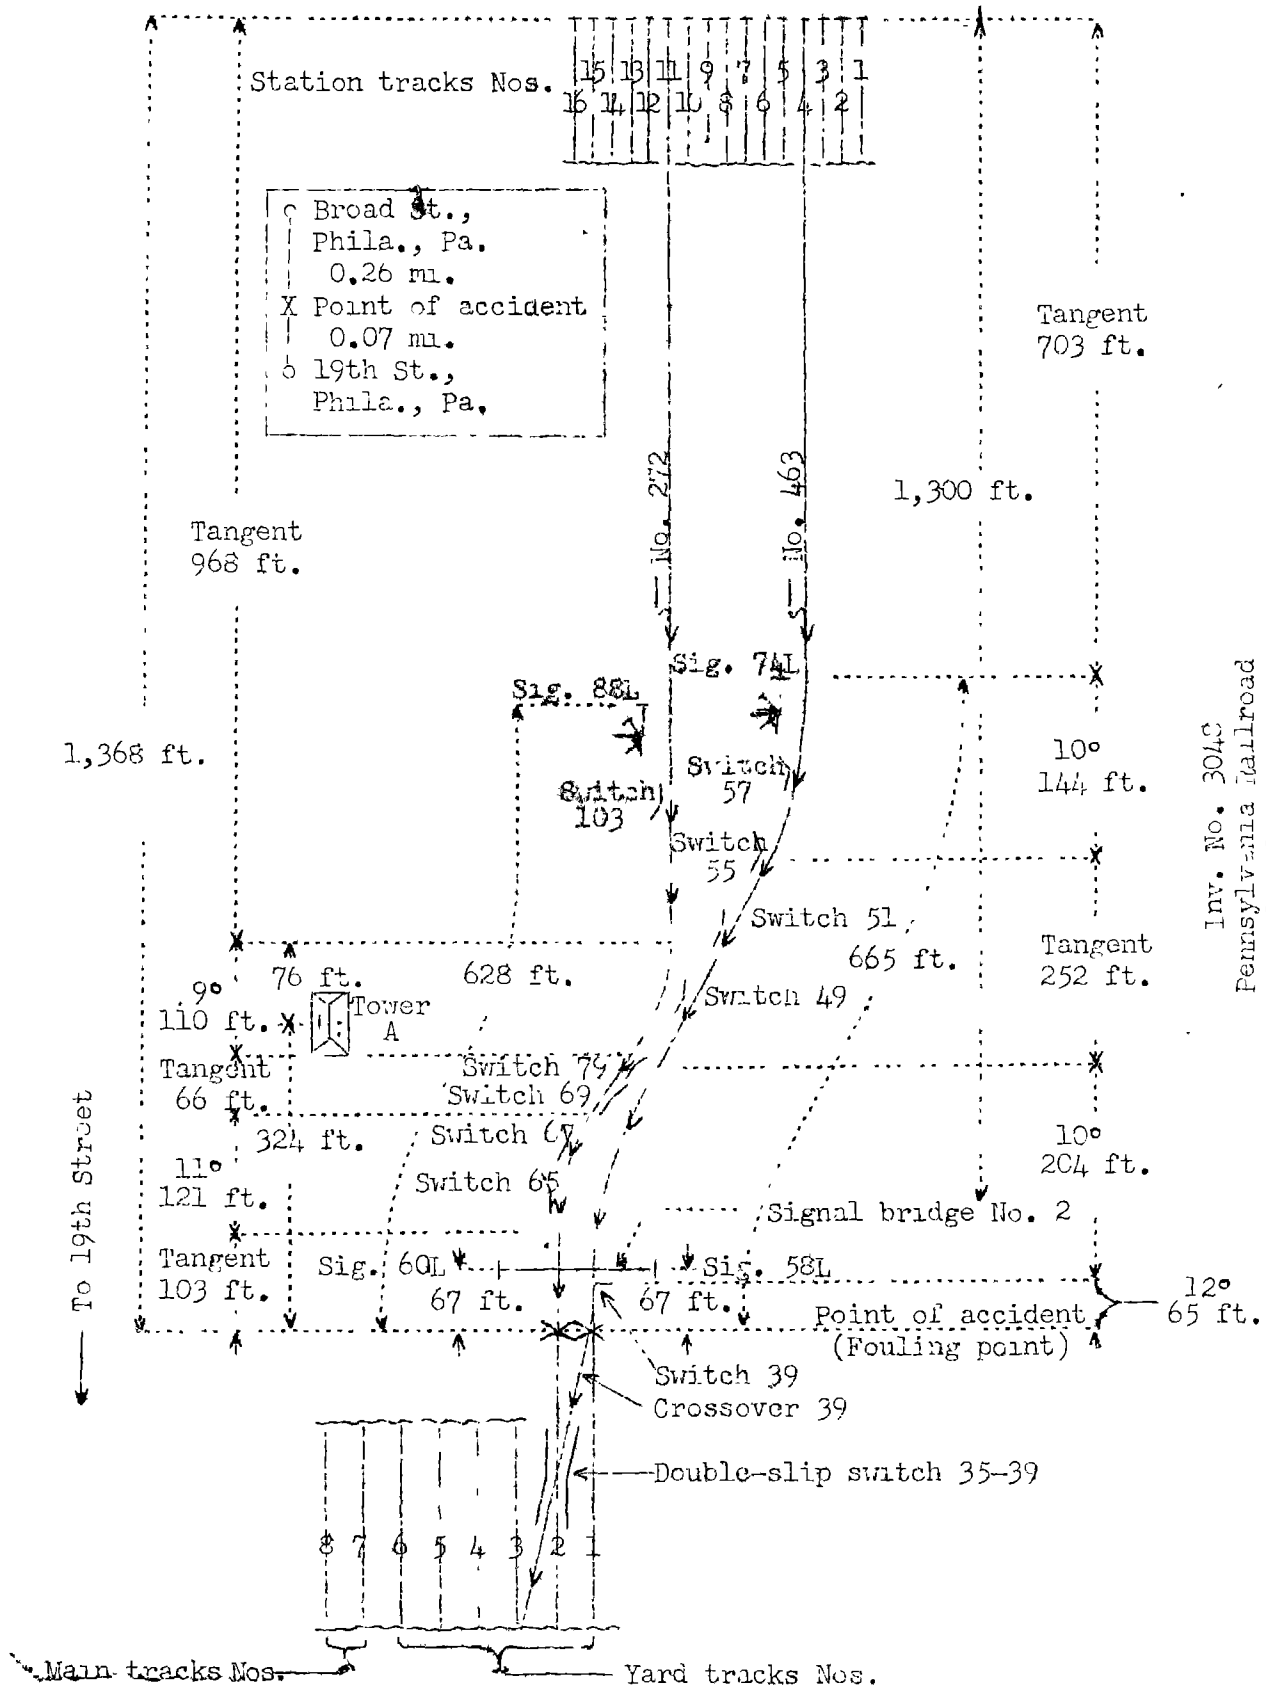 Station tracks Nos.
15 13 11 9 7 5 3 1
16 14 12 10 8 6 4 2
Broad St.,
Phila., Pa.
0.26 mi.
X Point of accident
0.07 mi.
19th St.,
Phila., Pa.
Tangent
703 ft.
No. 272
No. 463
1,300 ft.
Tangent
968 ft.
Sig. 74L
Sig. 88L
1,368 ft.
Switch
57
Switch
103
10°
144 ft.
Inv. No. 3040
Pennsylvania Railroad
Switch
55
Switch 51
665 ft.
Tangent
252 ft.
76 ft.
628 ft.
9°
110 ft.
Tower
A
Switch 49
Switch 79
Tangent
66 ft.
Switch 69
324 ft.
Switch 67
10°
204 ft.
11°
121 ft.
Switch 65
Signal bridge No. 2
To 19th Street
Tangent
103 ft.
Sig. 60L
67 ft.
Sig. 58L
67 ft.
12°
65 ft.
Point of accident
(Fouling point)
Switch 39
Crossover 39
Double-slip switch 35-39
8 7 6 5 4 3 2 1
Main tracks Nos.
Yard tracks Nos.